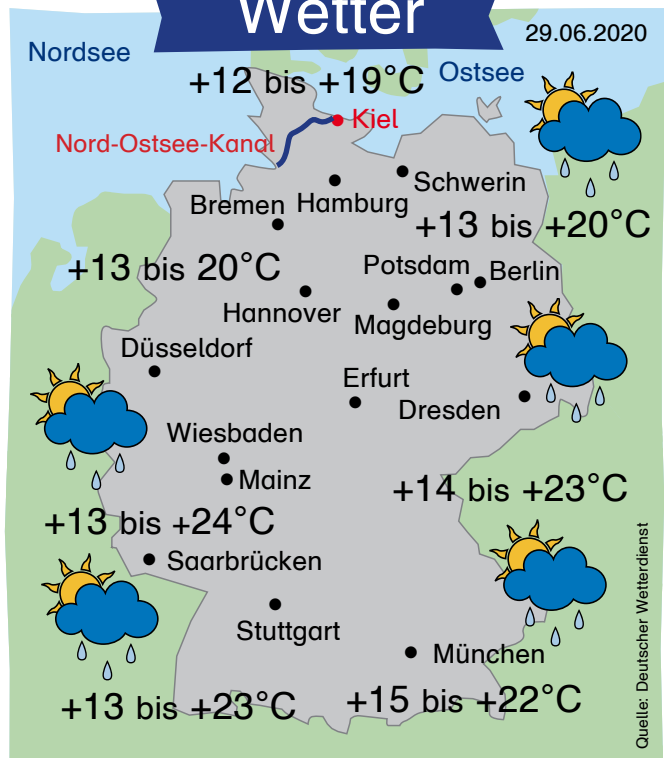 Wetter
29.06.2020
Nordsee
Ostsee
+12 bis +19°C
Kiel
Nord-Ostsee-Kanal
Schwerin
Hamburg
Bremen
+13 bis +20°C
+13 bis 20°C
Potsdam
Berlin
Hannover
Magdeburg
Düsseldorf
Erfurt
Dresden
Wiesbaden
Mainz
+14 bis +23°C
+13 bis +24°C
Saarbrücken
Stuttgart
München
+13 bis +23°C
+15 bis +22°C
Quelle: Deutscher Wetterdienst